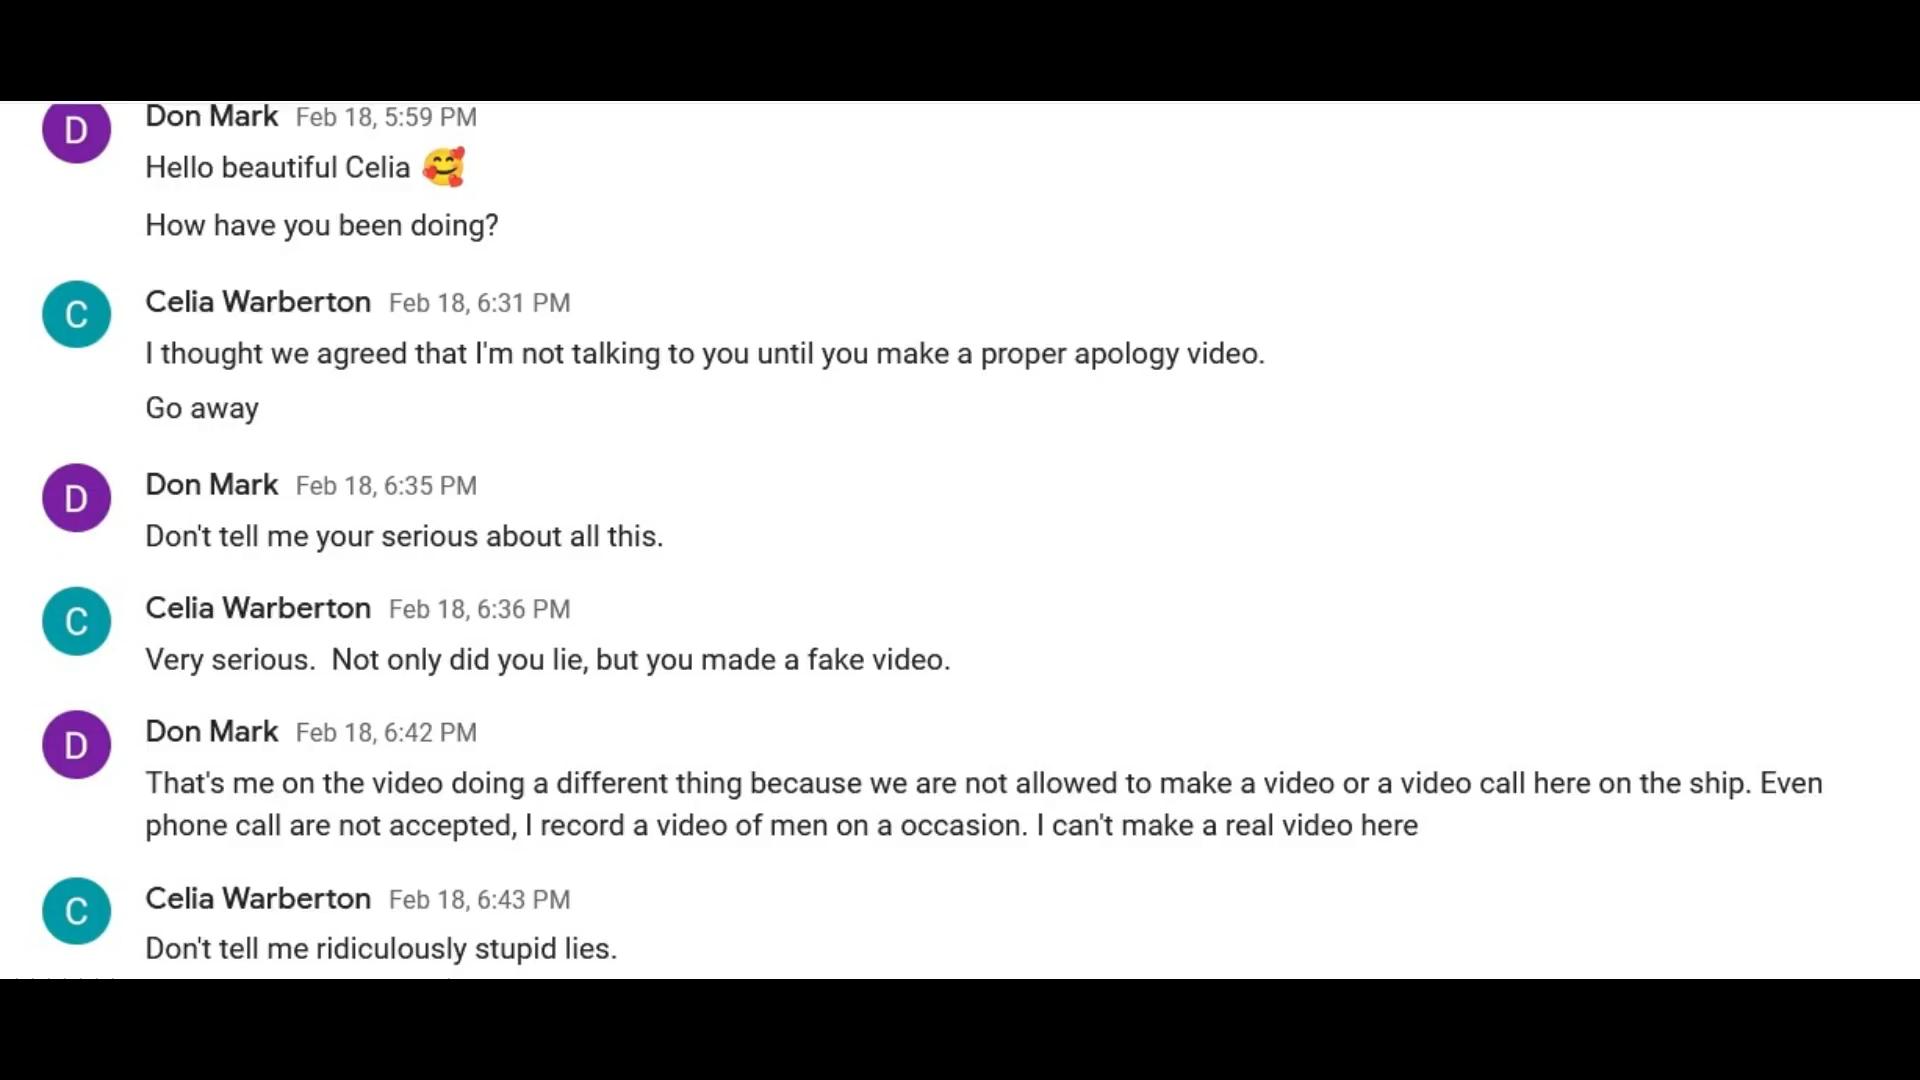 D
Don Mark Feb 18, 5:59 PM
Hello beautiful Celia 🥰
How have you been doing?
C
Celia Warberton Feb 18, 6:31 PM
I thought we agreed that I'm not talking to you until you make a proper apology video.
Go away
D
Don Mark Feb 18, 6:35 PM
Don't tell me your serious about all this.
C
Celia Warberton Feb 18, 6:36 PM
Very serious.  Not only did you lie, but you made a fake video.
D
Don Mark Feb 18, 6:42 PM
That's me on the video doing a different thing because we are not allowed to make a video or a video call here on the ship. Even
phone call are not accepted, I record a video of men on a occasion. I can't make a real video here
C
Celia Warberton Feb 18, 6:43 PM
Don't tell me ridiculously stupid lies.